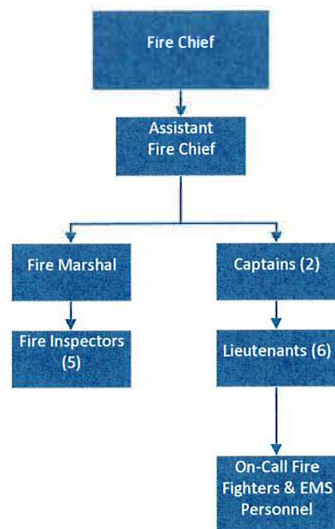 Fire Chief
Assistant
Fire Chief
Fire Marshal
Captains (2)
Fire Inspectors
(5)
Lieutenants (6)
On-Call Fire
Fighters & EMS
Personnel